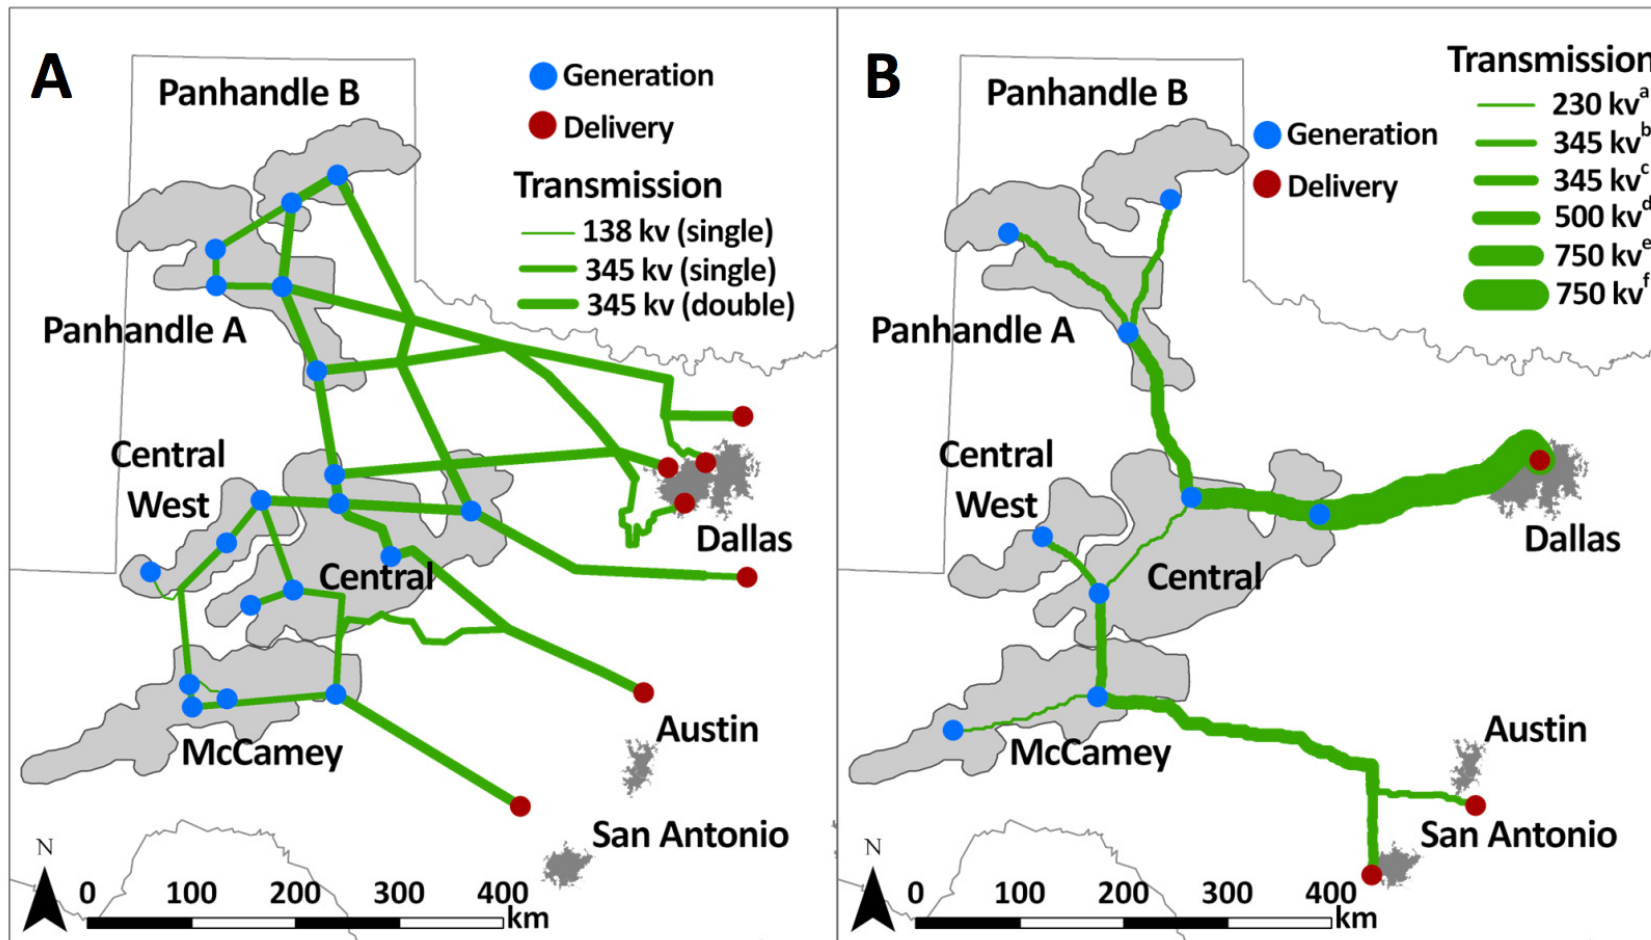 A
Panhandle B
Generation
Delivery
Transmission
138 kv (single)
345 kv (single)
345 kv (double)
Panhandle A
Central
West
Dallas
Central
McCamey
Austin
San Antonio
N
0 100 200 300 400
km
B
Panhandle B
Generation
Delivery
Transmission
230 kv a
345 kv b
345 kv c
500 kv d
750 kv e
750 kv f
Panhandle A
Central
West
Dallas
Central
McCamey
Austin
San Antonio
N
0 100 200 300 400
km